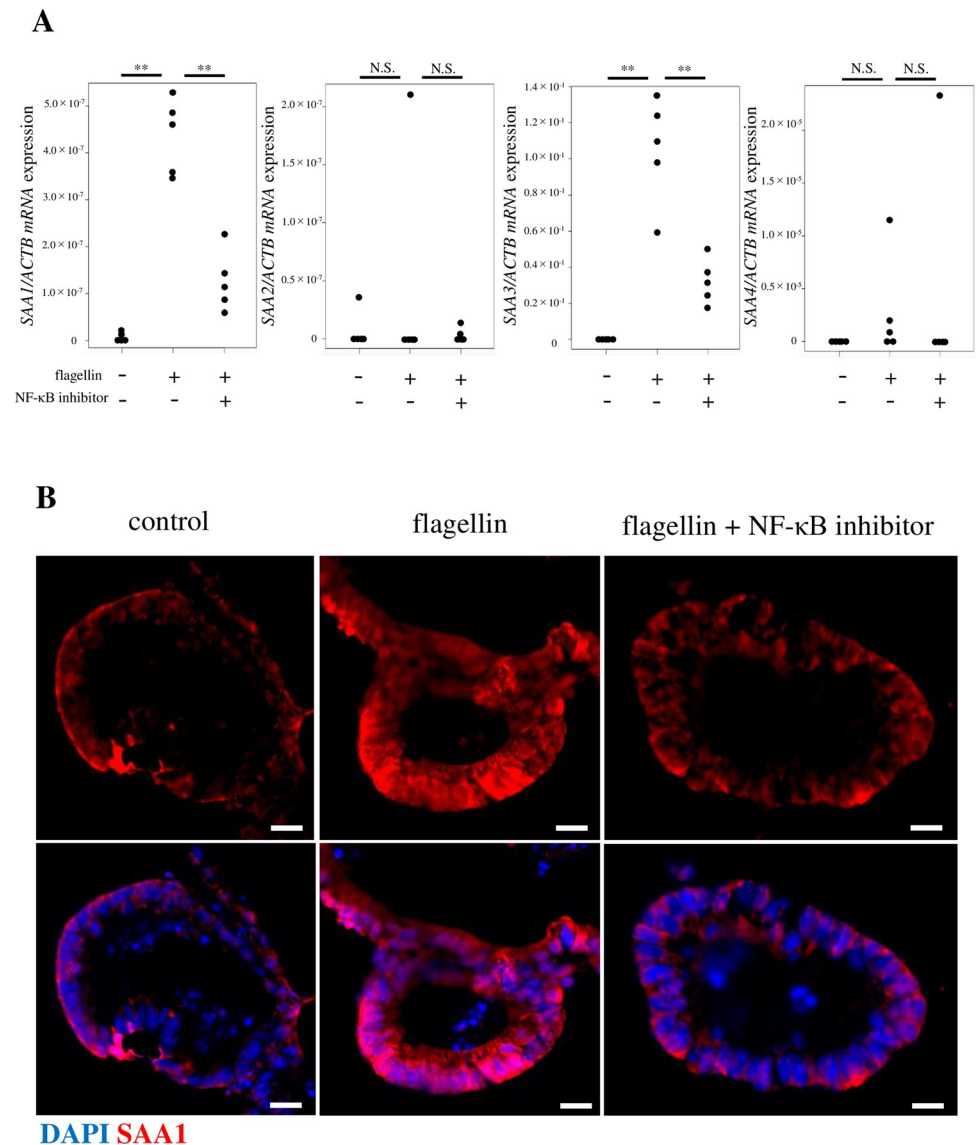 A
** **
N.S. N.S.
** **
N.S. N.S.
SAA1/ACTB mRNA expression
5.0×10⁻⁷
4.0×10⁻⁷
3.0×10⁻⁷
2.0×10⁻⁷
1.0×10⁻⁷
0
SAA2/ACTB mRNA expression
2.0×10⁻⁷
1.5×10⁻⁷
1.0×10⁻⁷
0.5×10⁻⁷
0
SAA3/ACTB mRNA expression
1.4×10⁻¹
1.2×10⁻¹
1.0×10⁻¹
0.8×10⁻¹
0.6×10⁻¹
0.4×10⁻¹
0.2×10⁻¹
0
SAA4/ACTB mRNA expression
2.0×10⁻⁵
1.5×10⁻⁵
1.0×10⁻⁵
0.5×10⁻⁵
0
flagellin - + + - + + - + + - + +
NF-κB inhibitor - - + - - + - - + - - +
B
control flagellin flagellin + NF-κB inhibitor
DAPI SAA1